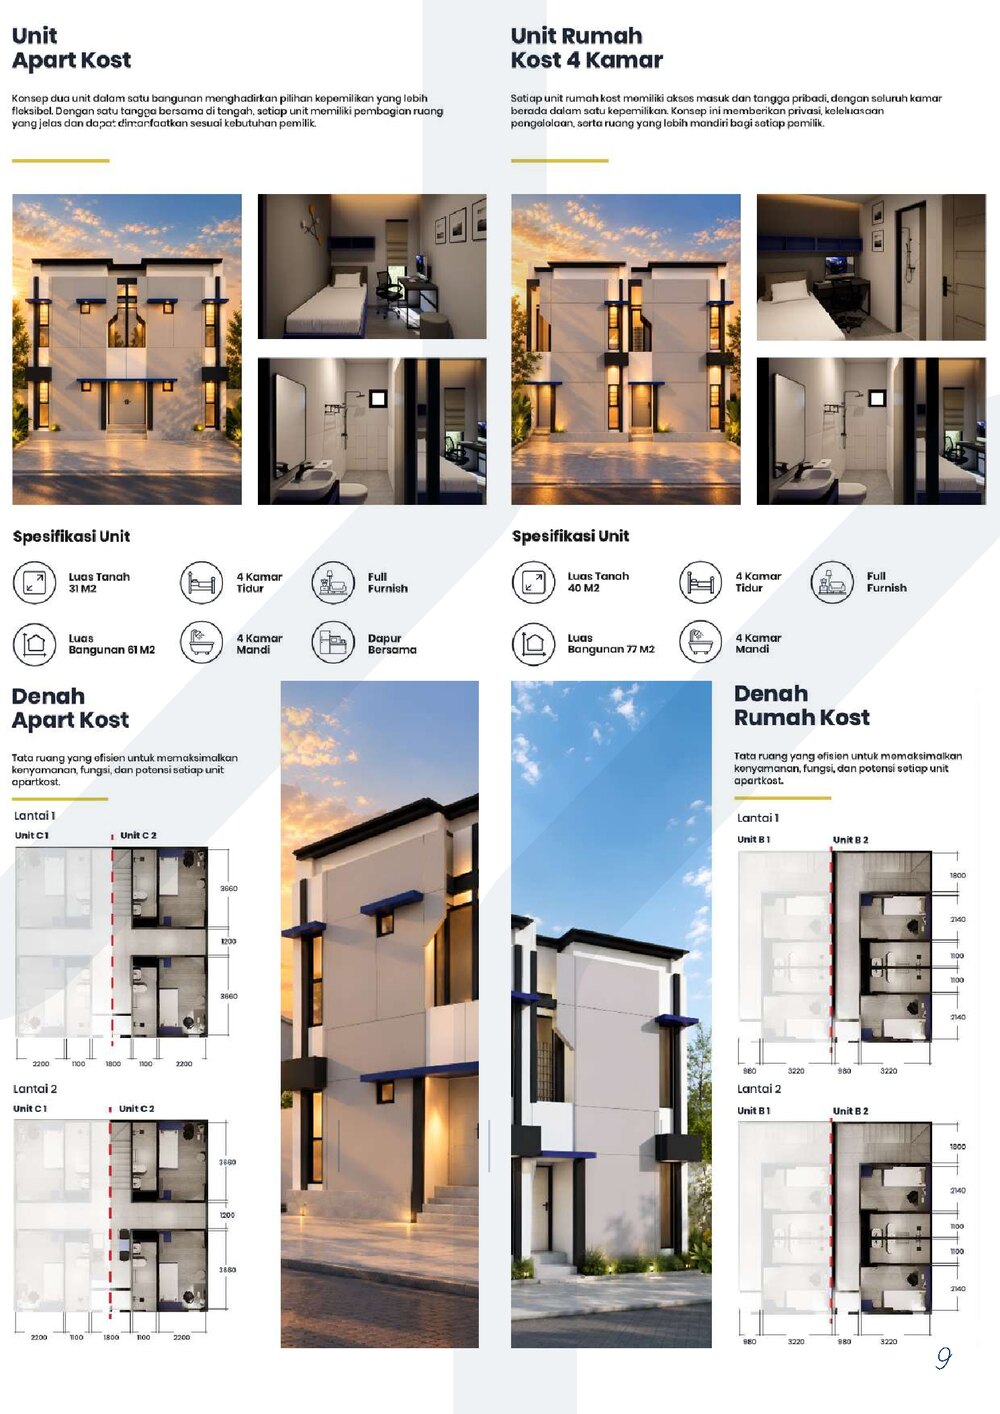 Unit
Apart Kost
Konsep dua unit dalam satu bangunan menghadirkan pilihan kepemilikan yang lebih
fleksibel. Dengan satu tangga bersama di tengah, setiap unit memiliki pembagian ruang
yang jelas dan dapat dimanfaatkan sesuai kebutuhan pemilik.
Spesifikasi Unit
Luas Tanah
31 M2
4 Kamar
Tidur
Full
Furnish
Luas
Bangunan 61 M2
4 Kamar
Mandi
Dapur
Bersama
Unit Rumah
Kost 4 Kamar
Setiap unit rumah kost memiliki akses masuk dan tangga pribadi, dengan seluruh kamar
berada dalam satu kepemilikan. Konsep ini memberikan privasi, keleluasaan
pengelolaan, serta ruang yang lebih mandiri bagi setiap pemilik.
Spesifikasi Unit
Luas Tanah
40 M2
4 Kamar
Tidur
Full
Furnish
Luas
Bangunan 77 M2
4 Kamar
Mandi
Denah
Apart Kost
Tata ruang yang efisien untuk memaksimalkan
kenyamanan, fungsi, dan potensi setiap unit
apartkost.
Lantai 1
Unit C 1 Unit C 2
3660
1200
3660
2200 1100 1800 1100 2200
Lantai 2
Unit C 1 Unit C 2
3660
1200
3660
2200 1100 1800 1100 2200
Denah
Rumah Kost
Tata ruang yang efisien untuk memaksimalkan
kenyamanan, fungsi, dan potensi setiap unit
apartkost.
Lantai 1
Unit B 1 Unit B 2
1800
2140
1100
1100
2140
980 3220 980 3220
Lantai 2
Unit B 1 Unit B 2
1800
2140
1100
1100
2140
980 3220 980 3220
9